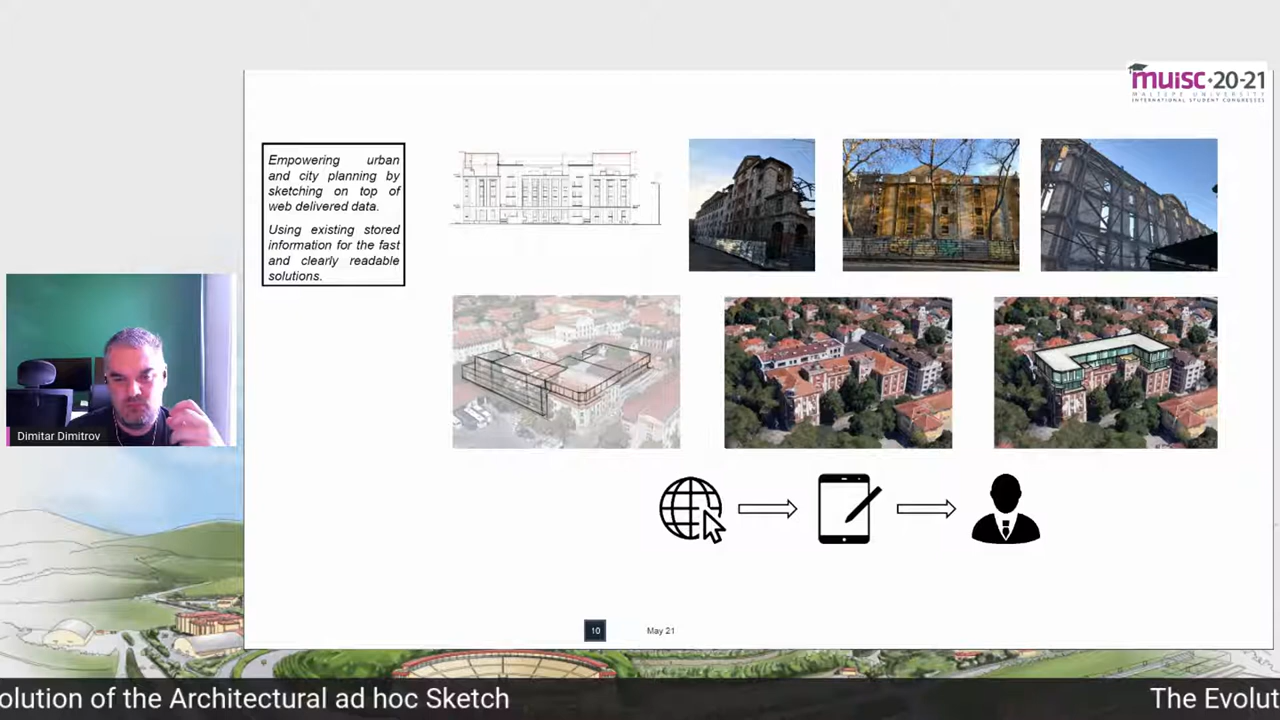 muisc•20-21
MALTEPE UNIVERSITY
INTERNATIONAL STUDENT CONGRESSES
Empowering urban
and city planning by
sketching on top of
web delivered data.
Using existing stored
information for the fast
and clearly readable
solutions.
Dimitar Dimitrov
10
May 21
olution of the Architectural ad hoc Sketch
The Evolut